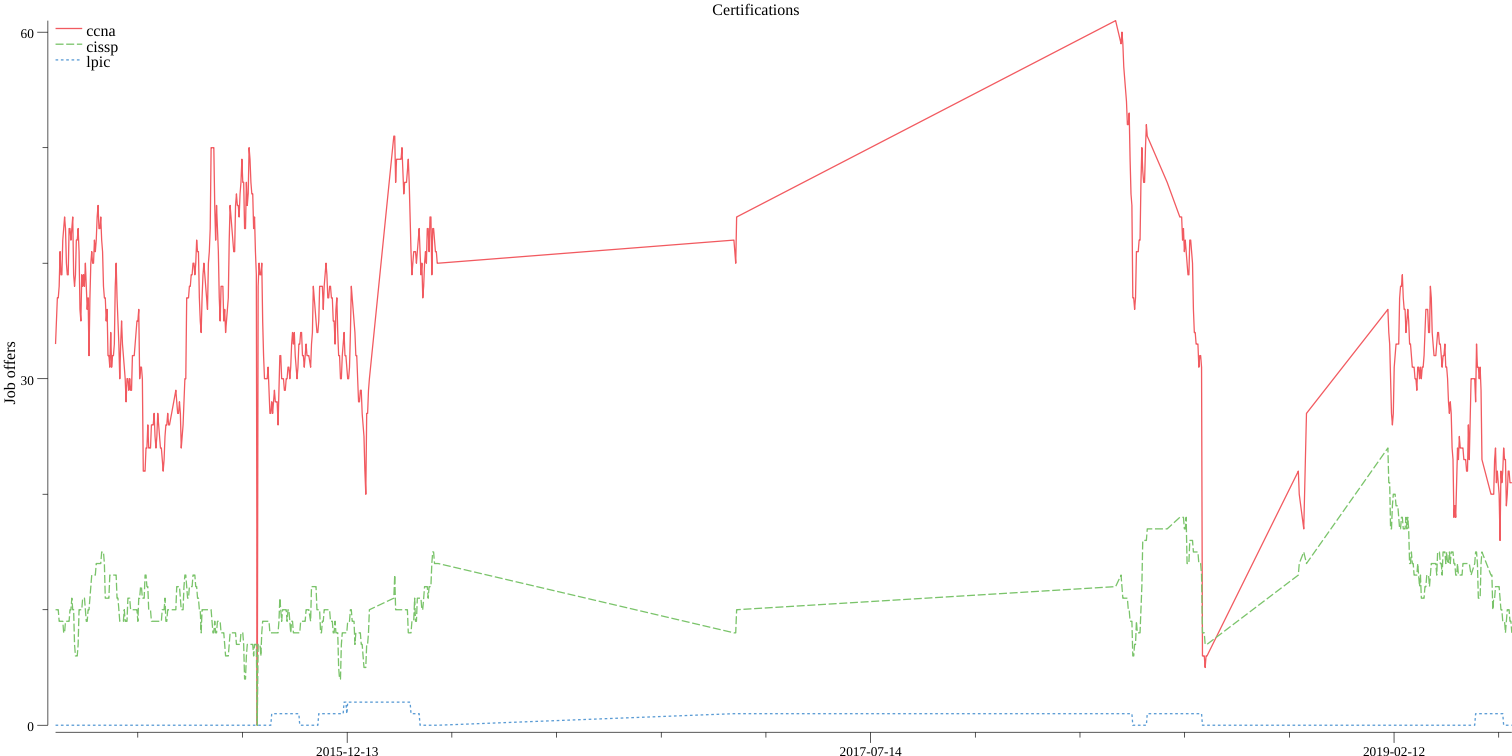 Certifications
ccna
cissp
lpic
60
30
0
Job offers
2015-12-13
2017-07-14
2019-02-12